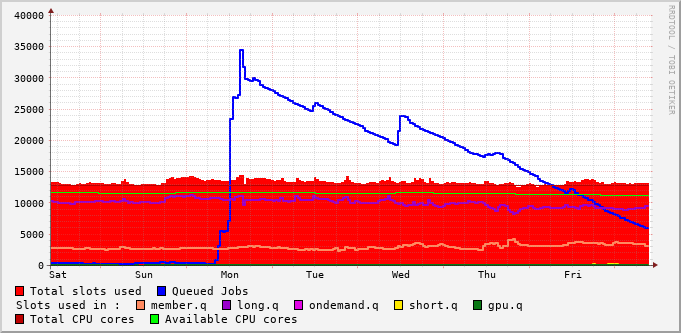 40000
35000
30000
25000
20000
15000
10000
5000
0
Sat Sun Mon Tue Wed Thu Fri
RRDTOOL / TOBI OETIKER
Total slots used Queued Jobs
Slots used in : member.q long.q ondemand.q short.q gpu.q
Total CPU cores Available CPU cores